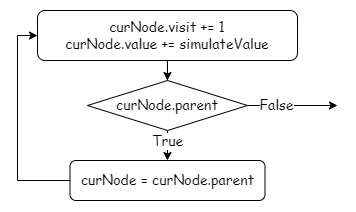 curNode.visit += 1
curNode.value += simulateValue
curNode.parent
False
True
curNode = curNode.parent